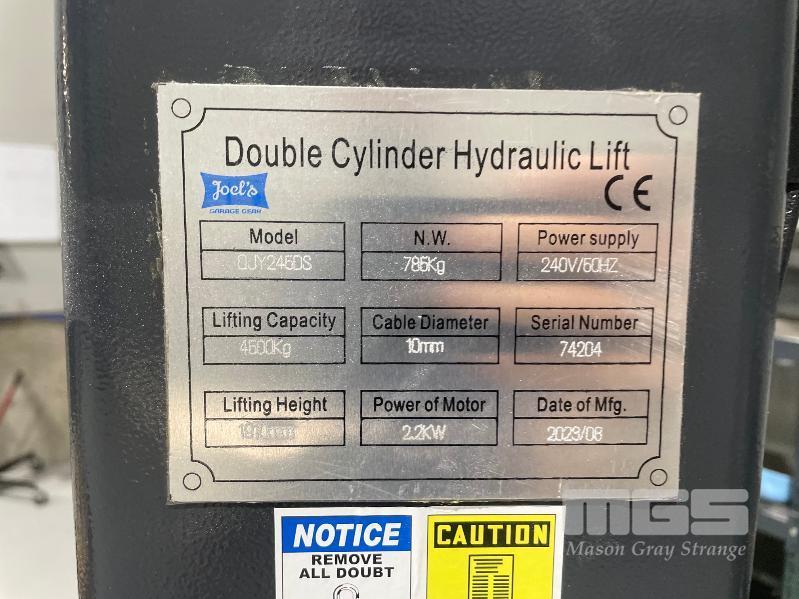 Double Cylinder Hydraulic Lift
Joel's
GARAGE GEAR
CE
Model
N.W.
Power supply
QJY245DS
785Kg
240V/50HZ
Lifting Capacity
Cable Diameter
Serial Number
4500Kg
10mm
74204
Lifting Height
Power of Motor
Date of Mfg.
2.2KW
2023/08
NOTICE
REMOVE
ALL DOUBT
CAUTION
MGS
Mason Gray Strange